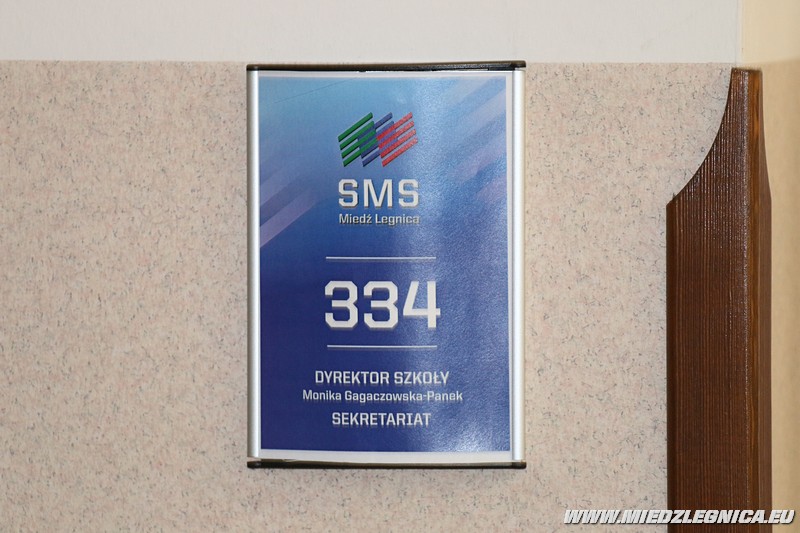 SMS
Miedź Legnica
334
DYREKTOR SZKOŁY
Monika Gagaczowska-Panek
SEKRETARIAT
WWW.MIEDZLEGNICA.EU